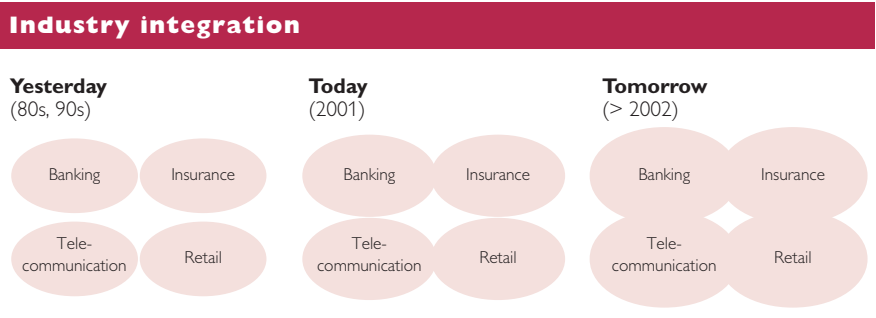 Industry integration
Yesterday
(80s, 90s)
Today
(2001)
Tomorrow
(> 2002)
Banking
Insurance
Tele-
communication
Retail
Banking
Insurance
Tele-
communication
Retail
Banking
Insurance
Tele-
communication
Retail